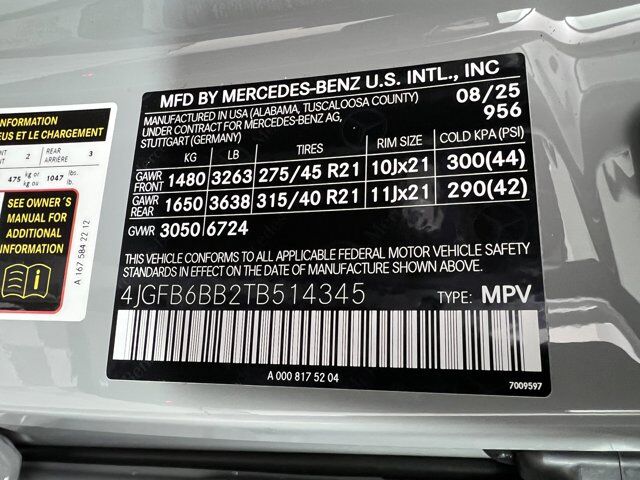 INFORMATION
EUS ET LE CHARGEMENT
2 REAR ARRIÈRE 3
475 kg or kg ou 1047 lbs. lb.
SEE OWNER´S
MANUAL FOR
ADDITIONAL
INFORMATION
A 167 584 22 12
MFD BY MERCEDES-BENZ U.S. INTL., INC
MANUFACTURED IN USA (ALABAMA, TUSCALOOSA COUNTY) 08/25
UNDER CONTRACT FOR MERCEDES-BENZ AG, 956
STUTTGART (GERMANY)
KG LB TIRES RIM SIZE COLD KPA (PSI)
GAWR FRONT 1480 3263 275/45 R21 10Jx21 300(44)
GAWR REAR 1650 3638 315/40 R21 11Jx21 290(42)
GVWR 3050 6724
THIS VEHICLE CONFORMS TO ALL APPLICABLE FEDERAL MOTOR VEHICLE SAFETY
STANDARDS IN EFFECT ON THE DATE OF MANUFACTURE SHOWN ABOVE.
4JGFB6BB2TB514345 TYPE: MPV
A 000 817 52 04
7009597